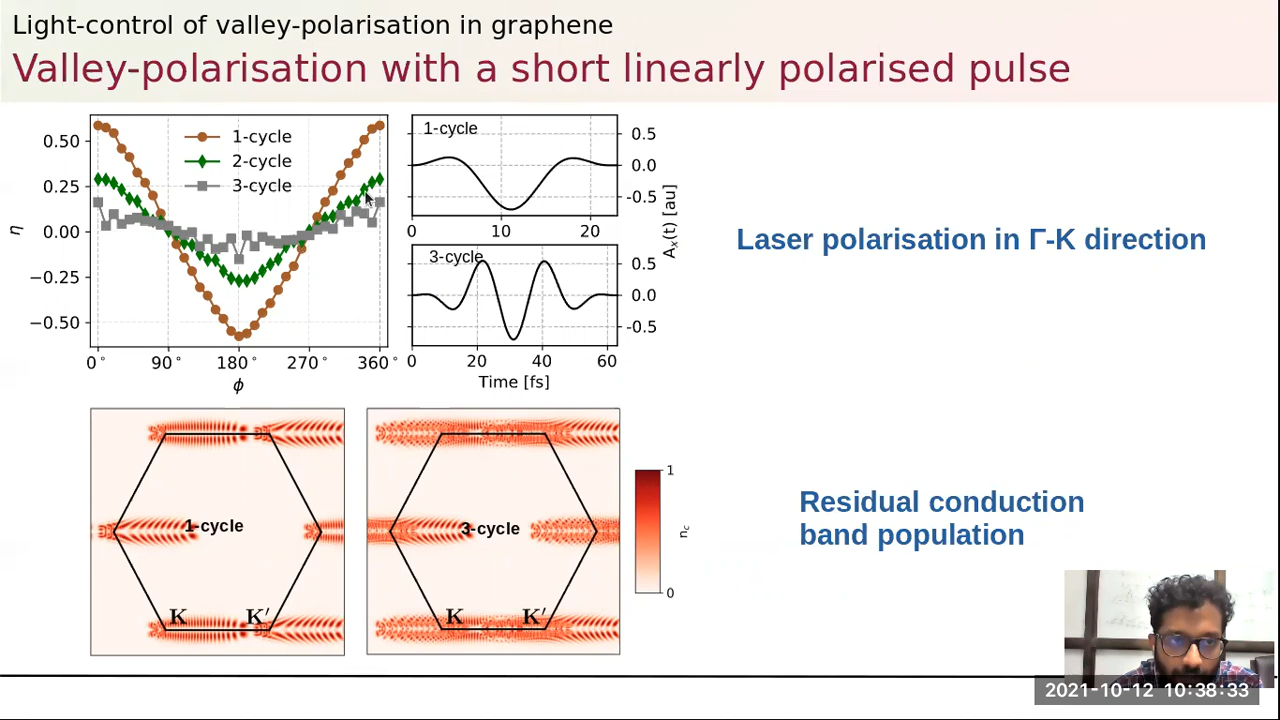 Light-control of valley-polarisation in graphene
Valley-polarisation with a short linearly polarised pulse
0.50
0.25
0.00
−0.25
−0.50
η
1-cycle
2-cycle
3-cycle
0° 90° 180° 270° 360°
ϕ
1-cycle
0.5
0.0
-0.5
0 10 20
3-cycle
0.5
0.0
-0.5
0 20 40 60
Time [fs]
Aₓ(t) [au]
Laser polarisation in Γ-K direction
1-cycle
K K′
3-cycle
K K′
1
0
n꜀
Residual conduction
band population
2021-10-12 10:38:33